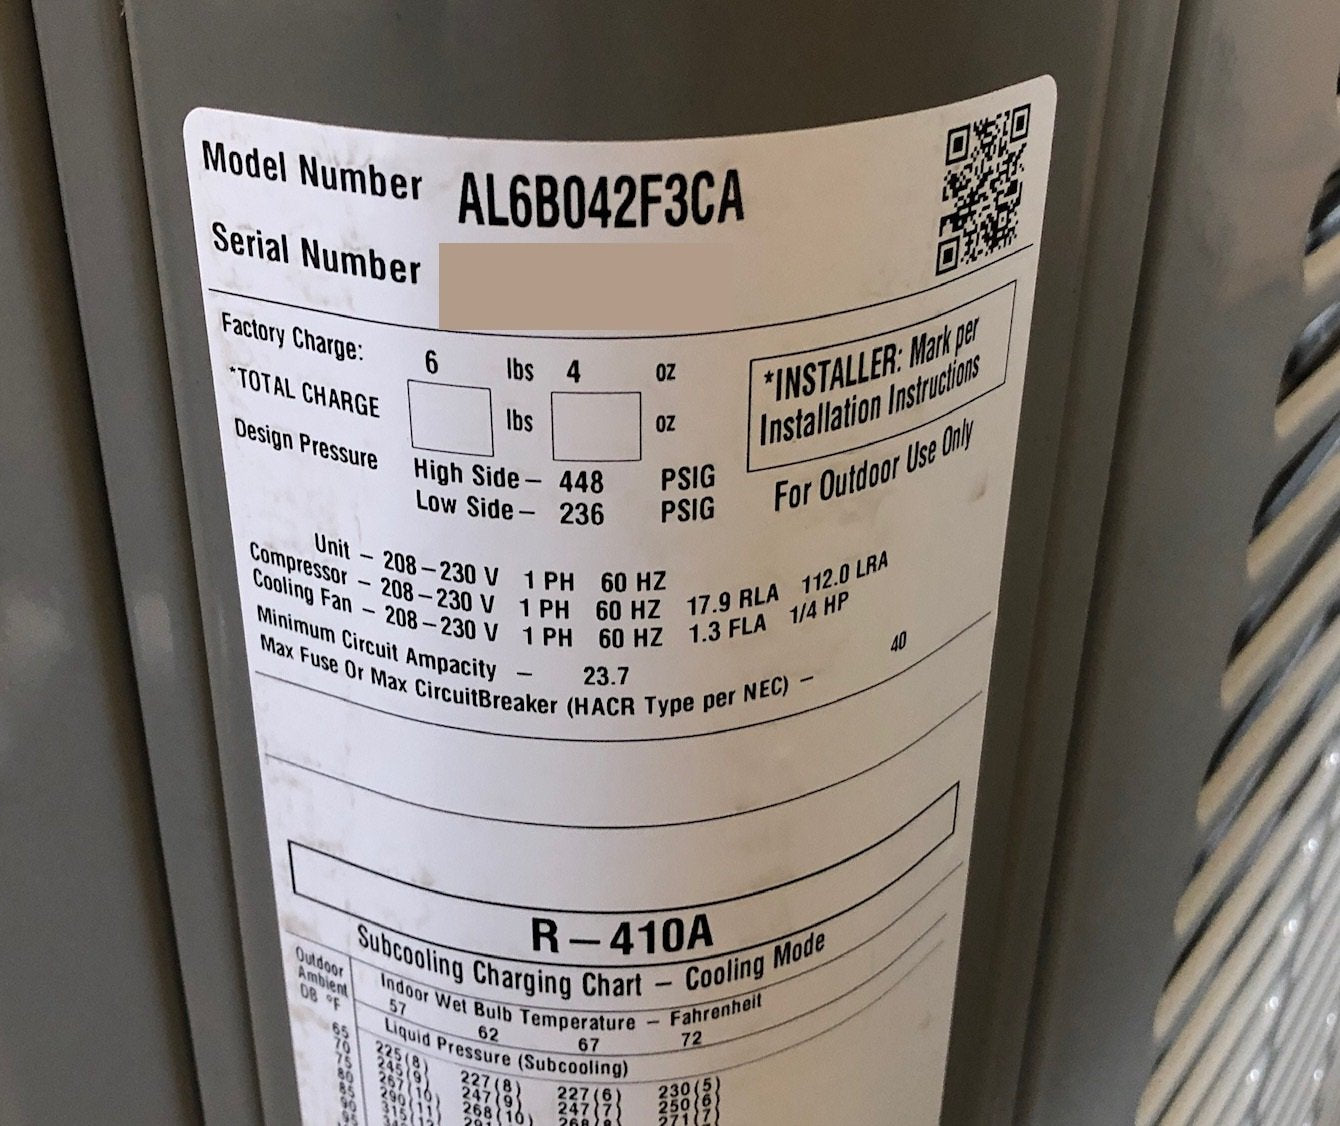 Model Number AL6B042F3CA
Serial Number
Factory Charge: 6 lbs 4 oz
*TOTAL CHARGE lbs oz
*INSTALLER: Mark per
Installation Instructions
Design Pressure High Side – 448 PSIG
Low Side – 236 PSIG
For Outdoor Use Only
Unit – 208–230 V 1 PH 60 HZ
Compressor – 208–230 V 1 PH 60 HZ 17.9 RLA 112.0 LRA
Cooling Fan – 208–230 V 1 PH 60 HZ 1.3 FLA 1/4 HP
Minimum Circuit Ampacity – 23.7
Max Fuse Or Max CircuitBreaker (HACR Type per NEC) – 40
R–410A
Subcooling Charging Chart – Cooling Mode
Outdoor
Ambient
DB °F
Indoor Wet Bulb Temperature – Fahrenheit
57 62 67 72
Liquid Pressure (Subcooling)
65 225(8) 227(8) 227(6) 230(5)
70 245(9) 247(9) 247(7) 250(6)
75 267(10) 268(10) 271(7)
80 290(11)
85 315(11)
90